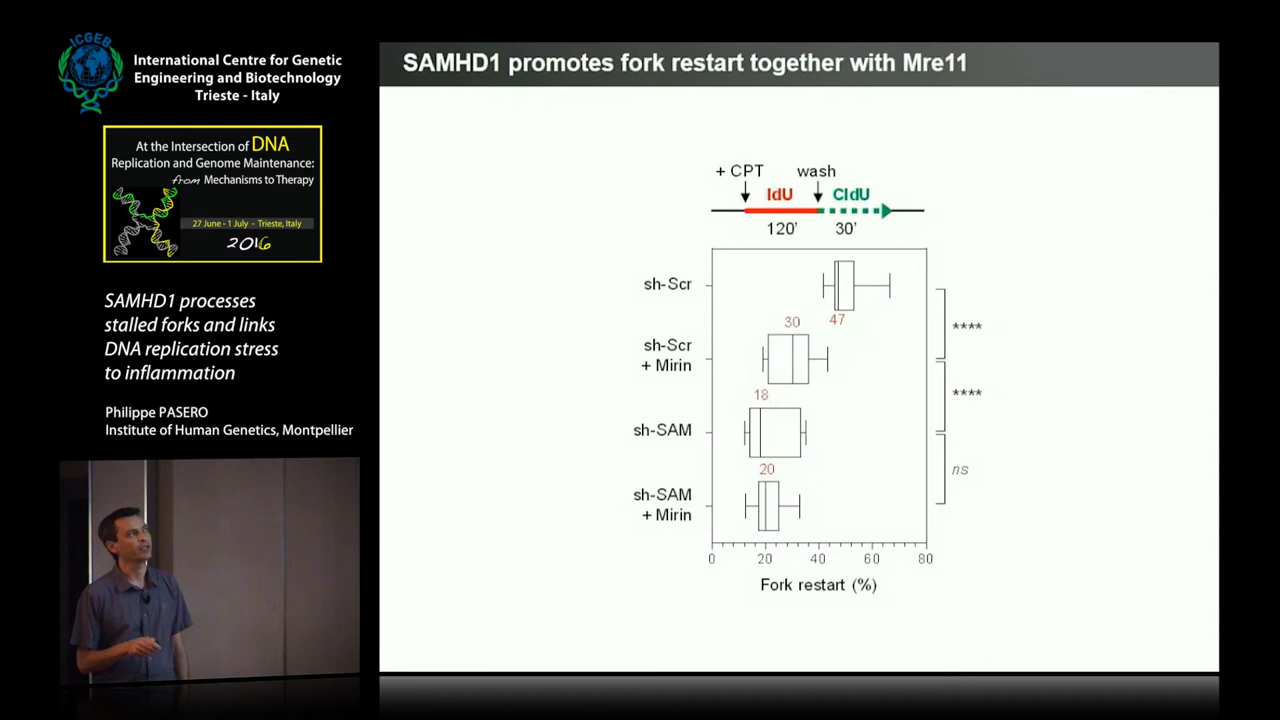 ICGEB
International Centre for Genetic
Engineering and Biotechnology
Trieste - Italy
At the Intersection of DNA
Replication and Genome Maintenance:
from Mechanisms to Therapy
27 June - 1 July - Trieste, Italy
2016
SAMHD1 processes
stalled forks and links
DNA replication stress
to inflammation
Philippe PASERO
Institute of Human Genetics, Montpellier
SAMHD1 promotes fork restart together with Mre11
+ CPT wash
IdU CldU
120' 30'
sh-Scr
47
****
30
sh-Scr
+ Mirin
****
18
sh-SAM
ns
20
sh-SAM
+ Mirin
0 20 40 60 80
Fork restart (%)